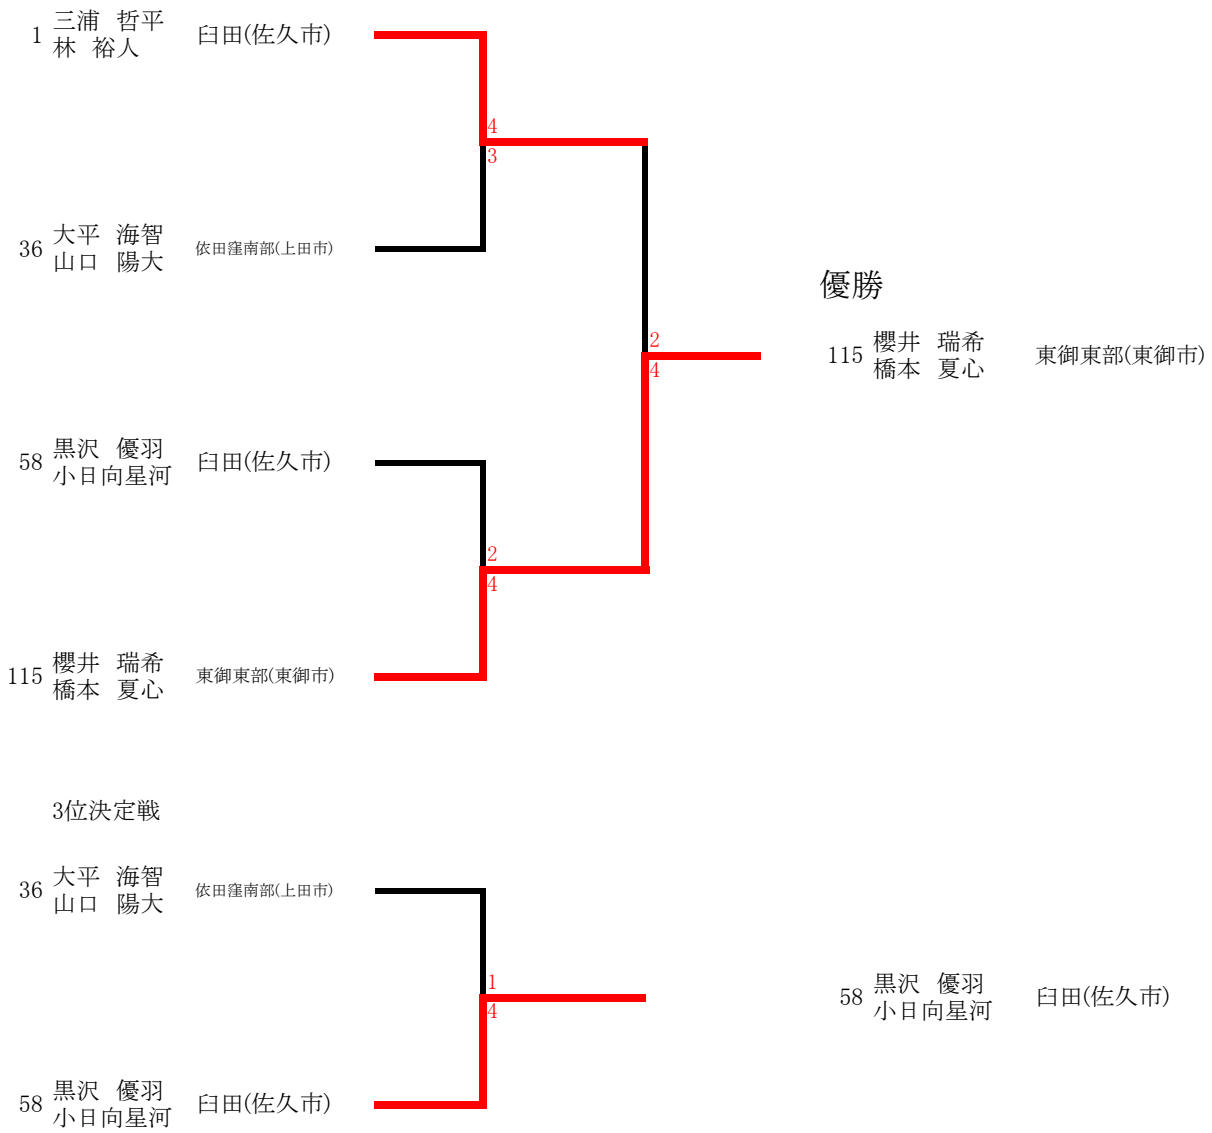 1 三浦 哲平 臼田(佐久市)
林 裕人
4
3
36 大平 海智 依田窪南部(上田市)
山口 陽大
優勝
2
4
115 櫻井 瑞希 東御東部(東御市)
橋本 夏心
58 黒沢 優羽 臼田(佐久市)
小日向星河
2
4
115 櫻井 瑞希 東御東部(東御市)
橋本 夏心
3位決定戦
36 大平 海智 依田窪南部(上田市)
山口 陽大
1
4
58 黒沢 優羽 臼田(佐久市)
小日向星河
58 黒沢 優羽 臼田(佐久市)
小日向星河